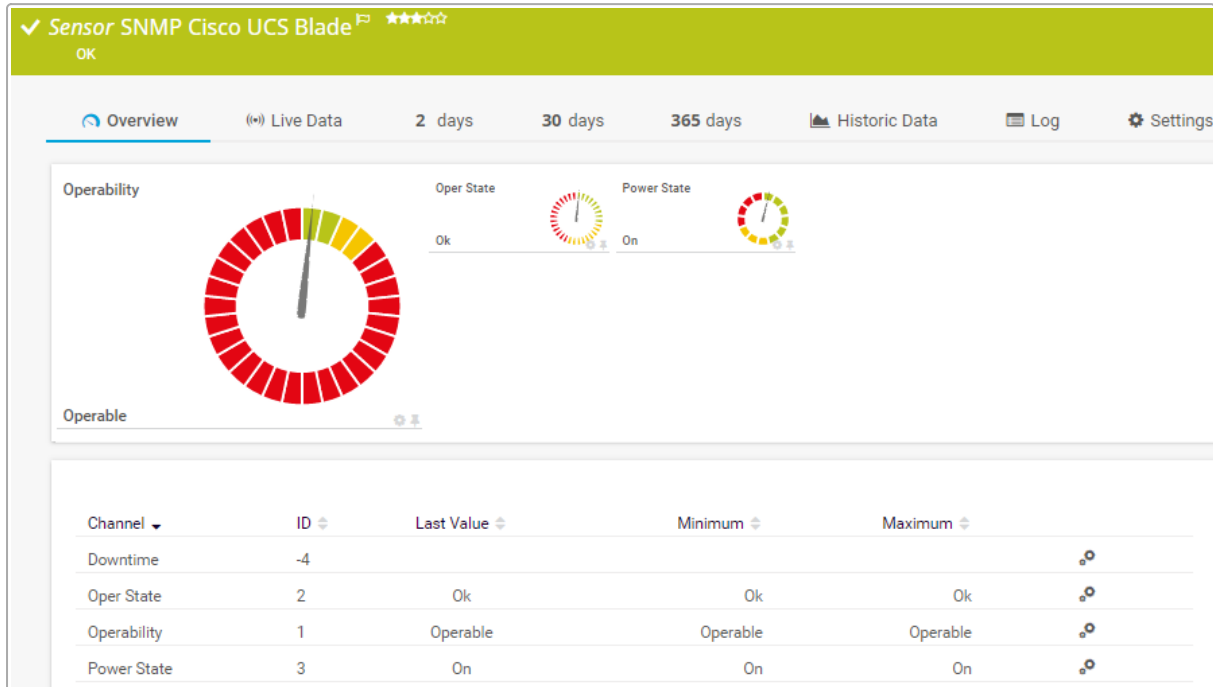 Sensor SNMP Cisco UCS Blade
OK
Overview Live Data 2 days 30 days 365 days Historic Data Log Settings
Operability Oper State Power State
Ok On
Operable
Channel ID Last Value Minimum Maximum
Downtime -4
Oper State 2 Ok Ok Ok
Operability 1 Operable Operable Operable
Power State 3 On On On